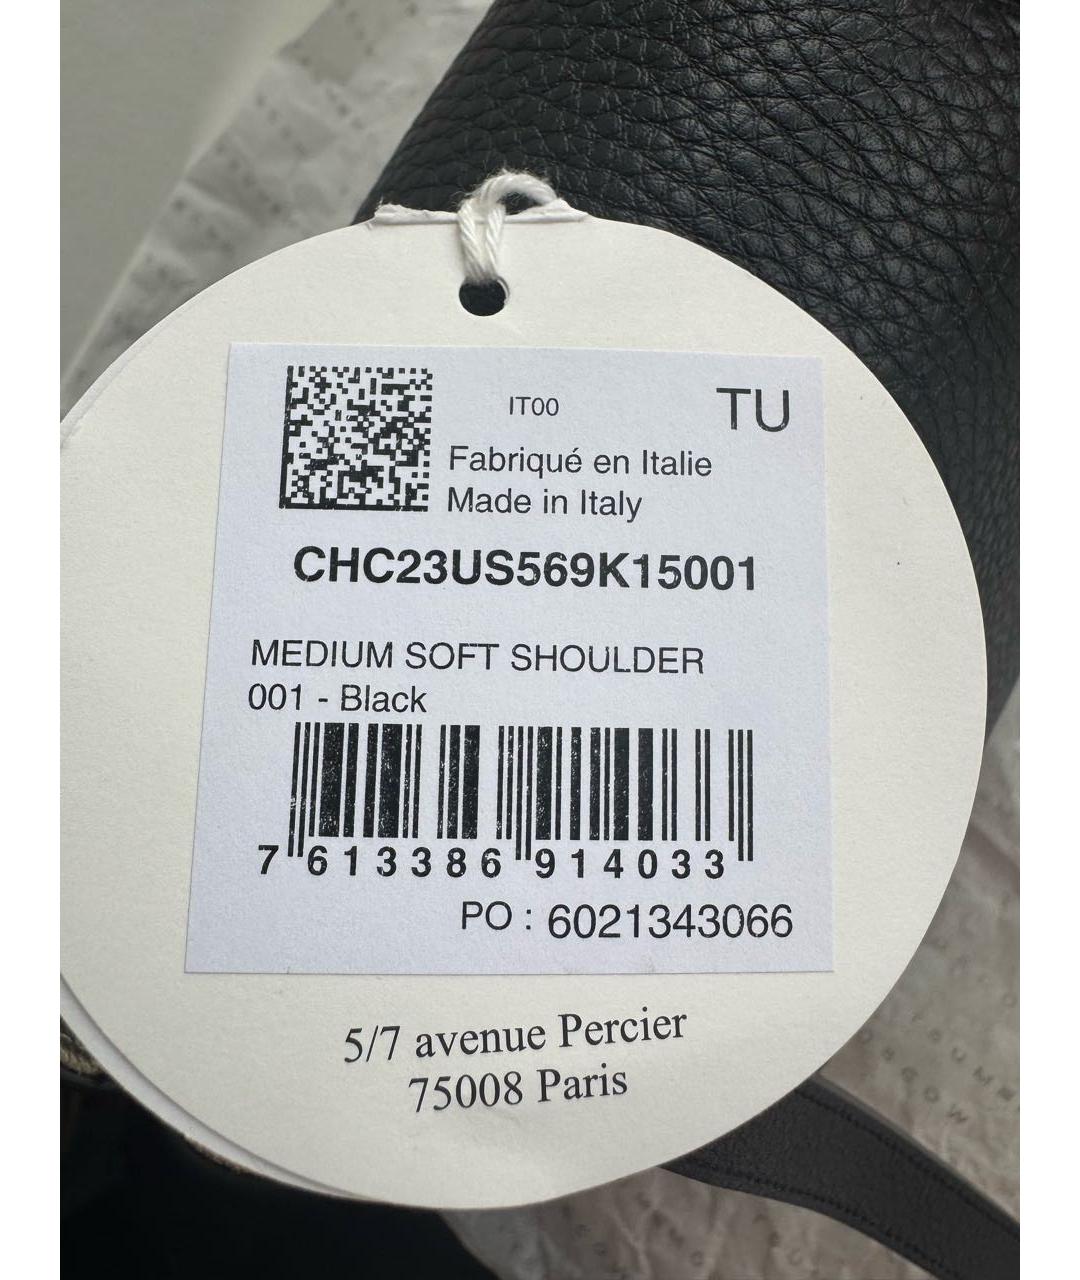 IT00
TU
Fabriqué en Italie
Made in Italy
CHC23US569K15001
MEDIUM SOFT SHOULDER
001 - Black
7 613386 914033
PO : 6021343066
5/7 avenue Percier
75008 Paris